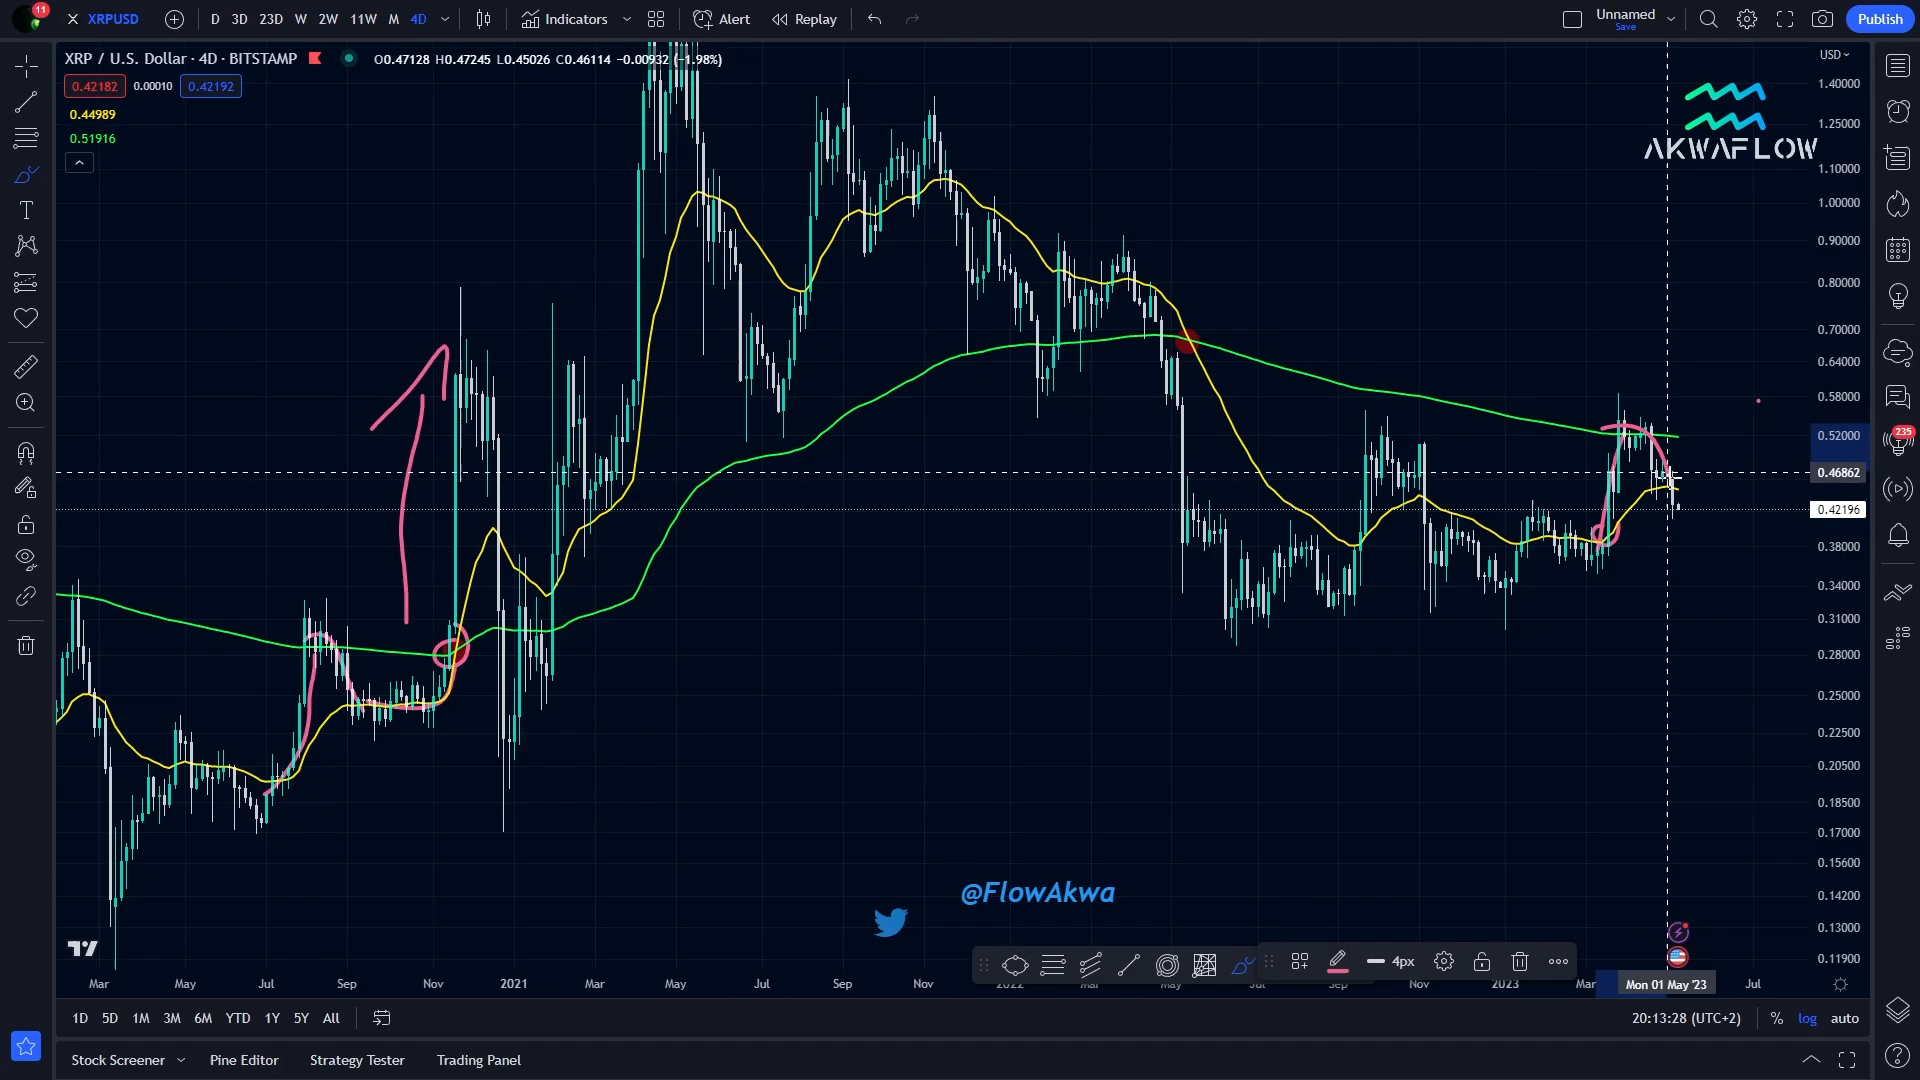 11
XRPUSD
D 3D 23D W 2W 11W M 4D
Indicators
Alert
Replay
Unnamed
Save
Publish
XRP / U.S. Dollar · 4D · BITSTAMP
O0.47128 H0.47245 L0.45026 C0.46114 −0.00932 (−1.98%)
USD
0.42182 0.00010 0.42192
0.44989
0.51916
AKWAFLOW
1.40000
1.25000
1.10000
1.00000
0.90000
0.80000
0.70000
0.64000
0.58000
0.52000
0.46862
0.42196
0.38000
0.34000
0.31000
0.28000
0.25000
0.22500
0.20500
0.18500
0.17000
0.15600
0.14200
0.13000
0.11900
235
@FlowAkwa
4px
Mar May Jul Sep Nov 2021 Mar May Jul Sep Nov 2022 Mar May Jul Sep Nov 2023 Mar Mon 01 May '23 Jul
1D 5D 1M 3M 6M YTD 1Y 5Y All
20:13:28 (UTC+2) % log auto
Stock Screener Pine Editor Strategy Tester Trading Panel